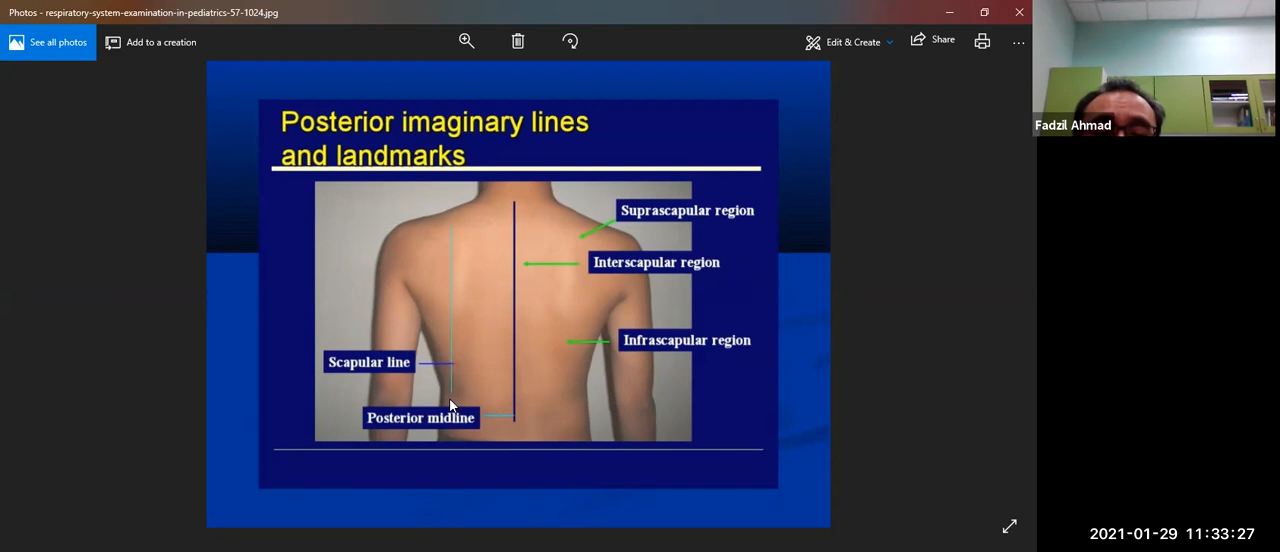 Photos - respiratory-system-examination-in-pediatrics-57-1024.jpg
See all photos
Add to a creation
Edit & Create
Share
Fadzil Ahmad
Posterior imaginary lines
and landmarks
Suprascapular region
Interscapular region
Infrascapular region
Scapular line
Posterior midline
2021-01-29 11:33:27